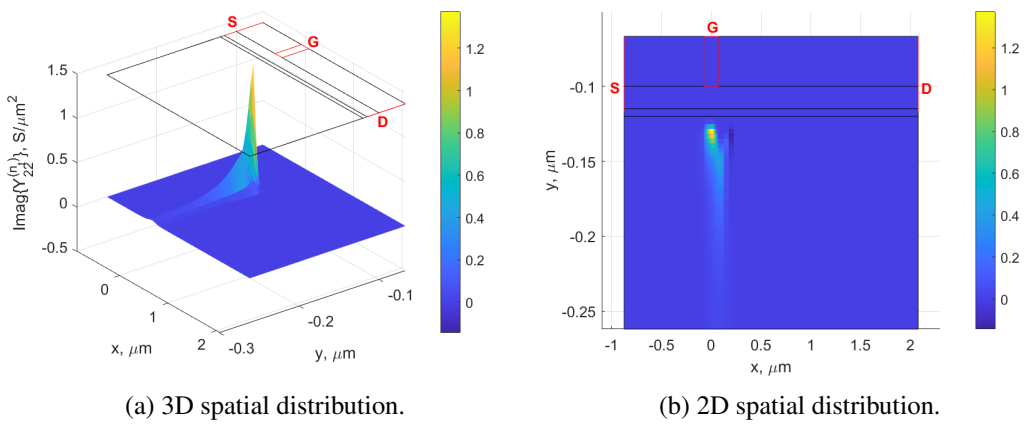 S
G
D
1.5
1
0.5
0
-0.5
Imag{Y22^(n_t)}, S/μm²
0
1
2
x, μm
-0.3
-0.2
-0.1
y, μm
1.2
1
0.8
0.6
0.4
0.2
0
(a) 3D spatial distribution.
G
S
D
-0.1
-0.15
-0.2
-0.25
y, μm
-1
-0.5
0
0.5
1
1.5
2
x, μm
1.2
1
0.8
0.6
0.4
0.2
0
(b) 2D spatial distribution.